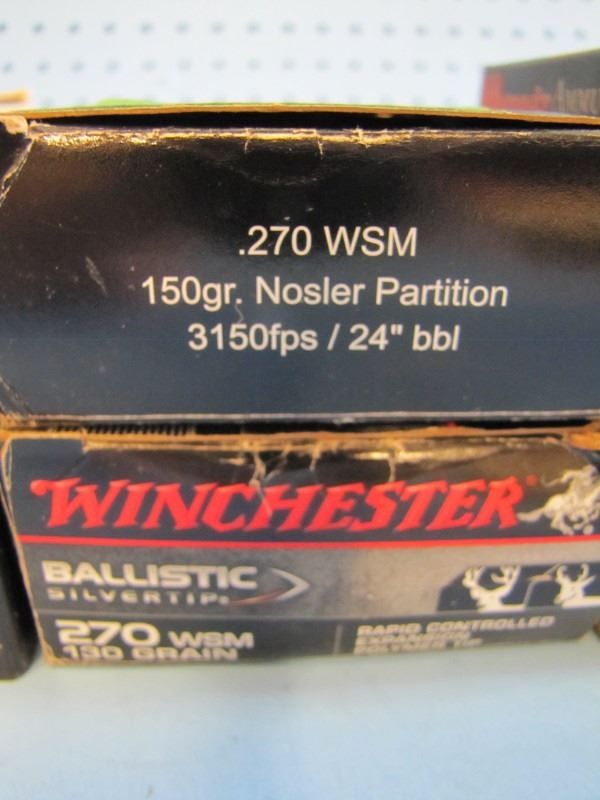 .270 WSM
150gr. Nosler Partition
3150fps / 24" bbl
WINCHESTER
BALLISTIC
SILVERTIP®
270 WSM
130 GRAIN
RAPID CONTROLLED
EXPANSION
POLYMER TIP